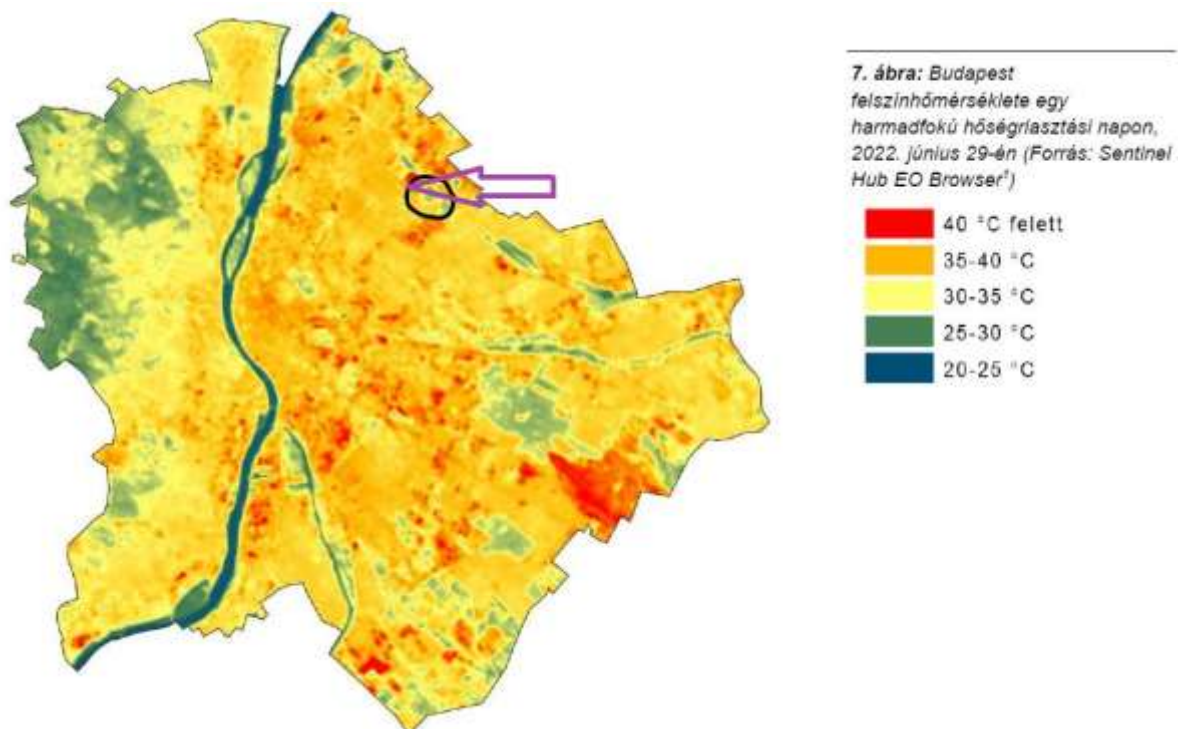 7. ábra: Budapest
felszínhőmérséklete egy
harmadfokú hőségriasztási napon,
2022. június 29-én (Forrás: Sentinel
Hub EO Browser²)
40 °C felett
35-40 °C
30-35 °C
25-30 °C
20-25 °C